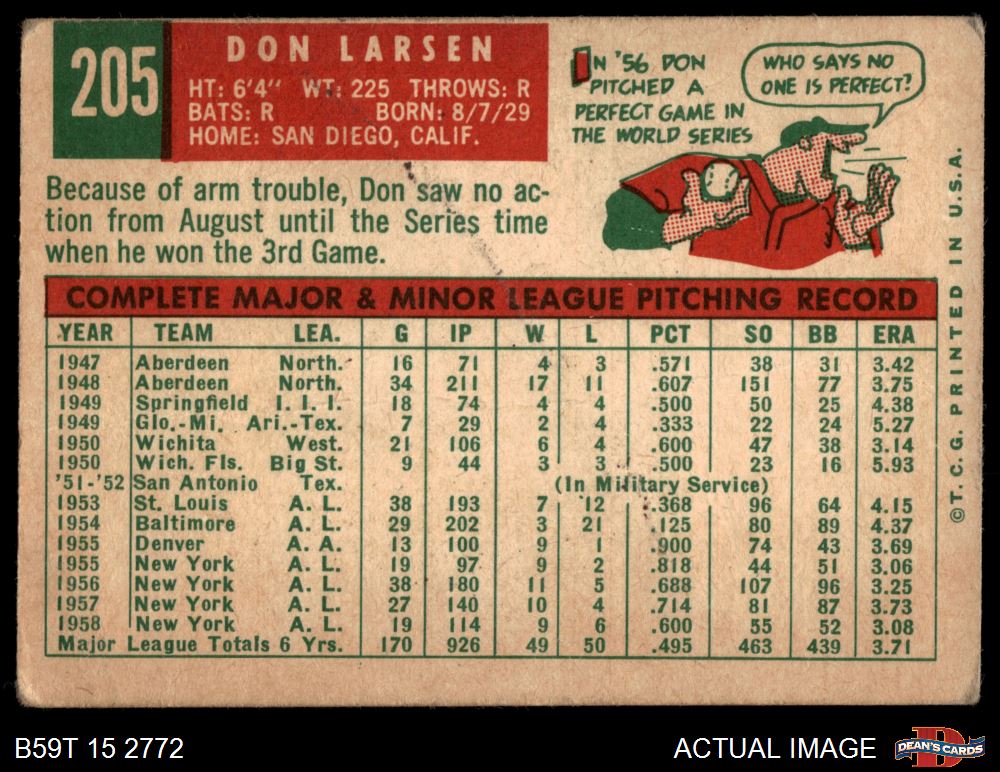 205
DON LARSEN
HT: 6'4" WT: 225 THROWS: R
BATS: R BORN: 8/7/29
HOME: SAN DIEGO, CALIF.
IN '56 DON
PITCHED A
PERFECT GAME IN
THE WORLD SERIES
WHO SAYS NO
ONE IS PERFECT?
Because of arm trouble, Don saw no ac-
tion from August until the Series time
when he won the 3rd Game.
COMPLETE MAJOR & MINOR LEAGUE PITCHING RECORD
YEAR TEAM LEA. G IP W L PCT SO BB ERA
1947 Aberdeen North. 16 71 4 3 .571 38 31 3.42
1948 Aberdeen North. 34 211 17 11 .607 151 77 3.75
1949 Springfield I. I. I. 18 74 4 4 .500 50 25 4.38
1949 Glo.-Mi. Ari.-Tex. 7 29 2 4 .333 22 24 5.27
1950 Wichita West. 21 106 6 4 .600 47 38 3.14
1950 Wich. Fls. Big St. 9 44 3 3 .500 23 16 5.93
'51-'52 San Antonio Tex. (In Military Service)
1953 St. Louis A. L. 38 193 7 12 .368 96 64 4.15
1954 Baltimore A. L. 29 202 3 21 .125 80 89 4.37
1955 Denver A. A. 13 100 9 1 .900 74 43 3.69
1955 New York A. L. 19 97 9 2 .818 44 51 3.06
1956 New York A. L. 38 180 11 5 .688 107 96 3.25
1957 New York A. L. 27 140 10 4 .714 81 87 3.73
1958 New York A. L. 19 114 9 6 .600 55 52 3.08
Major League Totals 6 Yrs. 170 926 49 50 .495 463 439 3.71
©T. C. G. PRINTED IN U.S.A.
B59T 15 2772
ACTUAL IMAGE
DEAN'S CARDS